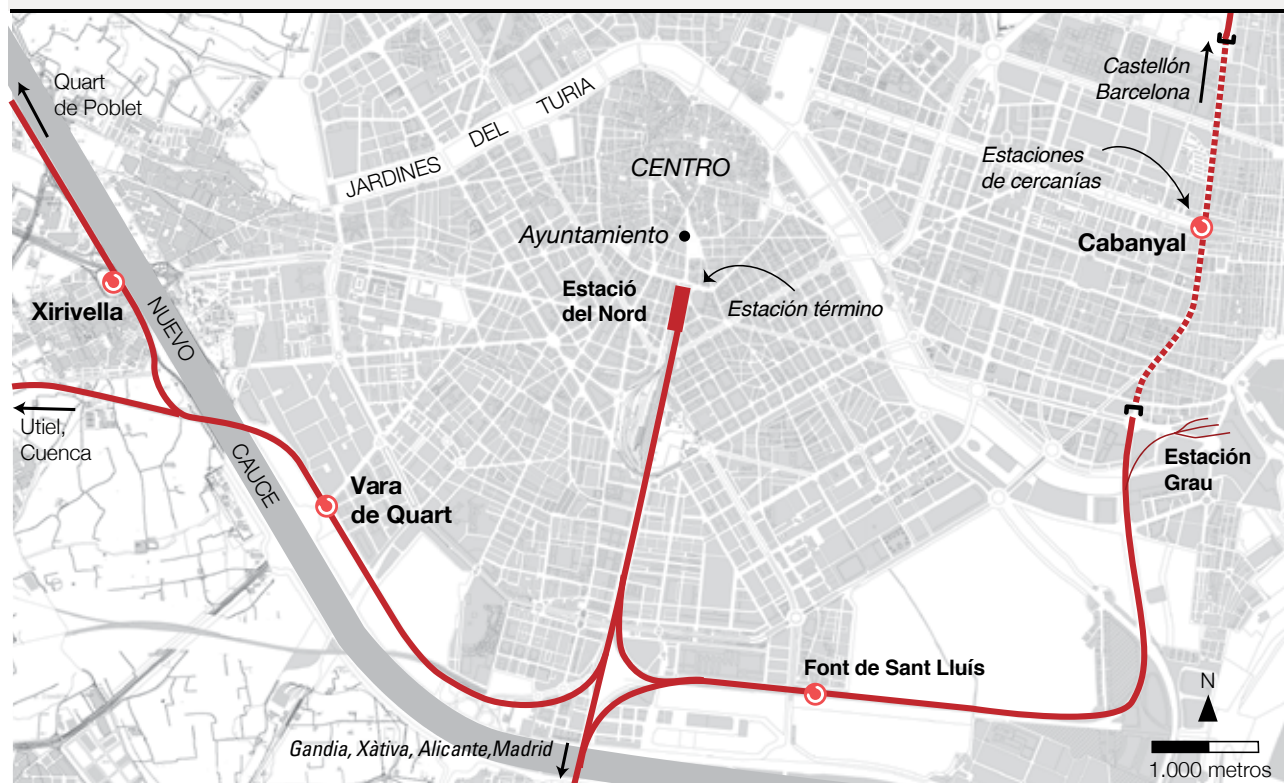 Quart
de Poblet
JARDINES DEL TURIA
CENTRO
Castellón
Barcelona
Estaciones
de cercanías
Ayuntamiento
Cabanyal
Xirivella
Estació
del Nord
Estación término
NUEVO CAUCE
Utiel,
Cuenca
Vara
de Quart
Estación
Grau
Font de Sant Lluís
N
Gandia, Xàtiva, Alicante,Madrid
1.000 metros